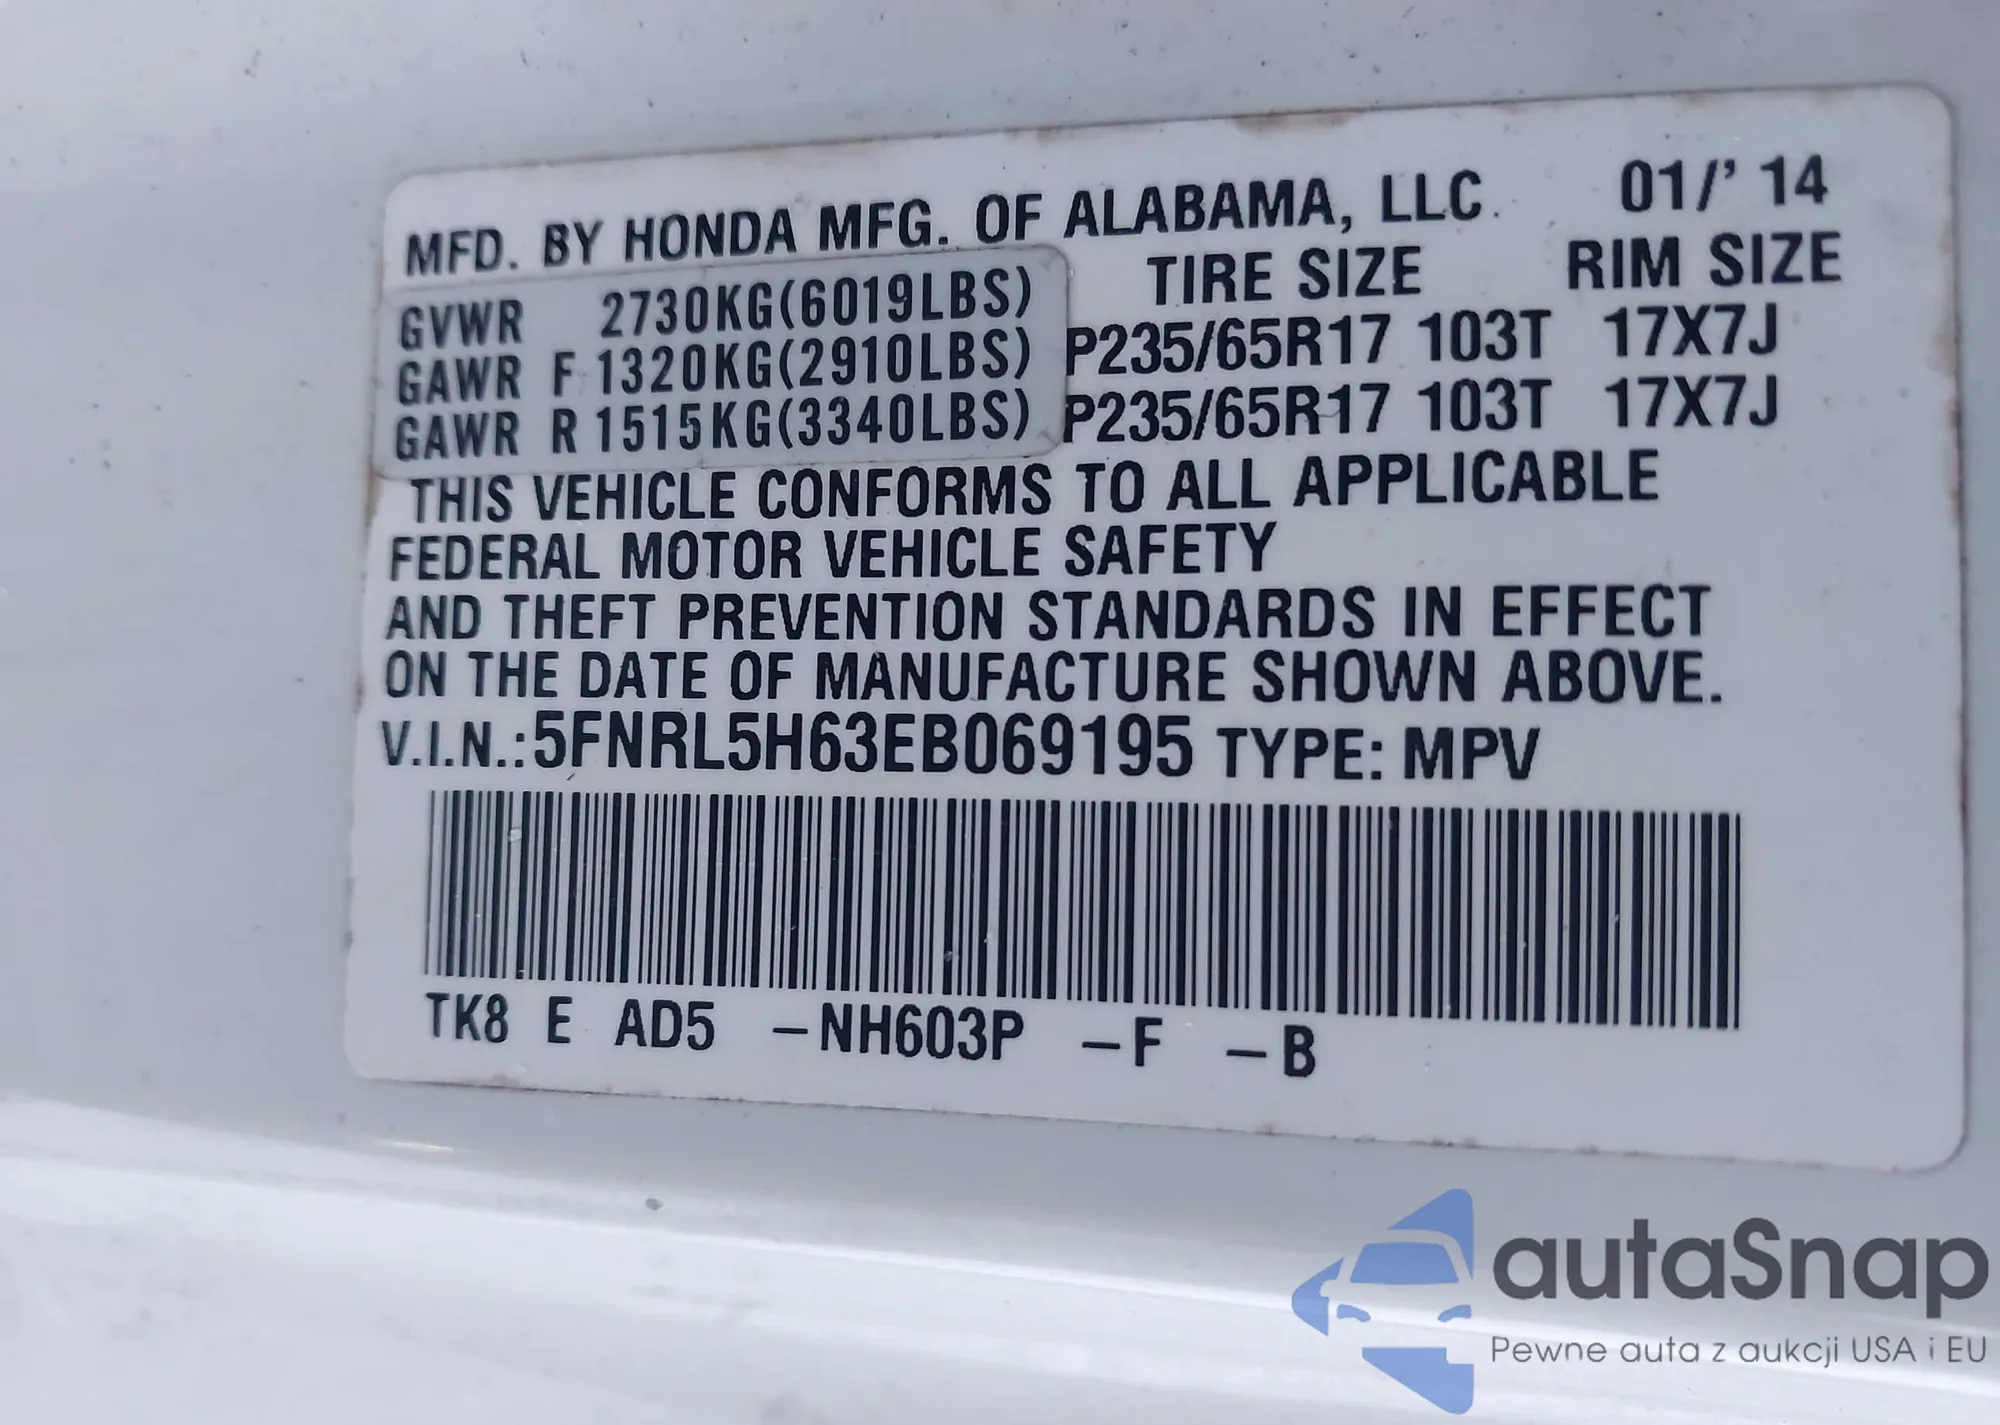 MFD. BY HONDA MFG. OF ALABAMA, LLC. 01/'14
TIRE SIZE RIM SIZE
GVWR 2730KG(6019LBS)
GAWR F 1320KG(2910LBS) P235/65R17 103T 17X7J
GAWR R 1515KG(3340LBS) P235/65R17 103T 17X7J
THIS VEHICLE CONFORMS TO ALL APPLICABLE
FEDERAL MOTOR VEHICLE SAFETY
AND THEFT PREVENTION STANDARDS IN EFFECT
ON THE DATE OF MANUFACTURE SHOWN ABOVE.
V.I.N.:5FNRL5H63EB069195 TYPE: MPV
TK8 E AD5 -NH603P -F -B
autaSnap
Pewne auta z aukcji USA i EU